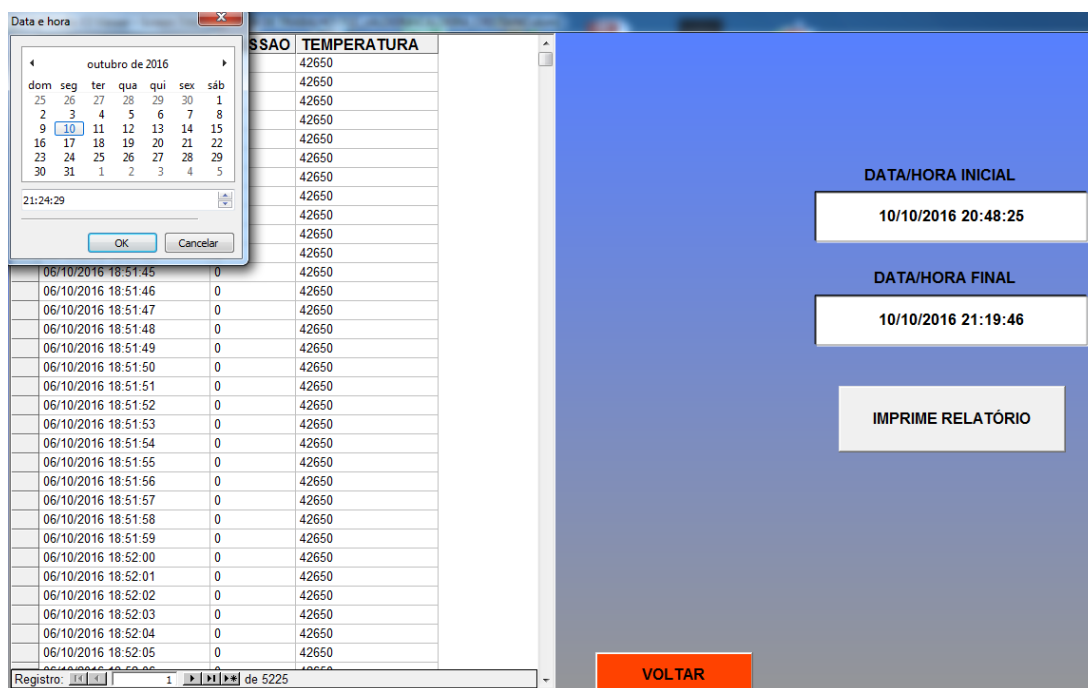 Data e hora
outubro de 2016
dom seg ter qua qui sex sáb
25 26 27 28 29 30 1
2 3 4 5 6 7 8
9 10 11 12 13 14 15
16 17 18 19 20 21 22
23 24 25 26 27 28 29
30 31 1 2 3 4 5
21:24:29
OK Cancelar
SSAO TEMPERATURA
42650
42650
42650
42650
42650
42650
42650
42650
42650
42650
42650
06/10/2016 18:51:45 0 42650
06/10/2016 18:51:46 0 42650
06/10/2016 18:51:47 0 42650
06/10/2016 18:51:48 0 42650
06/10/2016 18:51:49 0 42650
06/10/2016 18:51:50 0 42650
06/10/2016 18:51:51 0 42650
06/10/2016 18:51:52 0 42650
06/10/2016 18:51:53 0 42650
06/10/2016 18:51:54 0 42650
06/10/2016 18:51:55 0 42650
06/10/2016 18:51:56 0 42650
06/10/2016 18:51:57 0 42650
06/10/2016 18:51:58 0 42650
06/10/2016 18:51:59 0 42650
06/10/2016 18:52:00 0 42650
06/10/2016 18:52:01 0 42650
06/10/2016 18:52:02 0 42650
06/10/2016 18:52:03 0 42650
06/10/2016 18:52:04 0 42650
06/10/2016 18:52:05 0 42650
Registro: 1 de 5225
DATA/HORA INICIAL
10/10/2016 20:48:25
DATA/HORA FINAL
10/10/2016 21:19:46
IMPRIME RELATÓRIO
VOLTAR